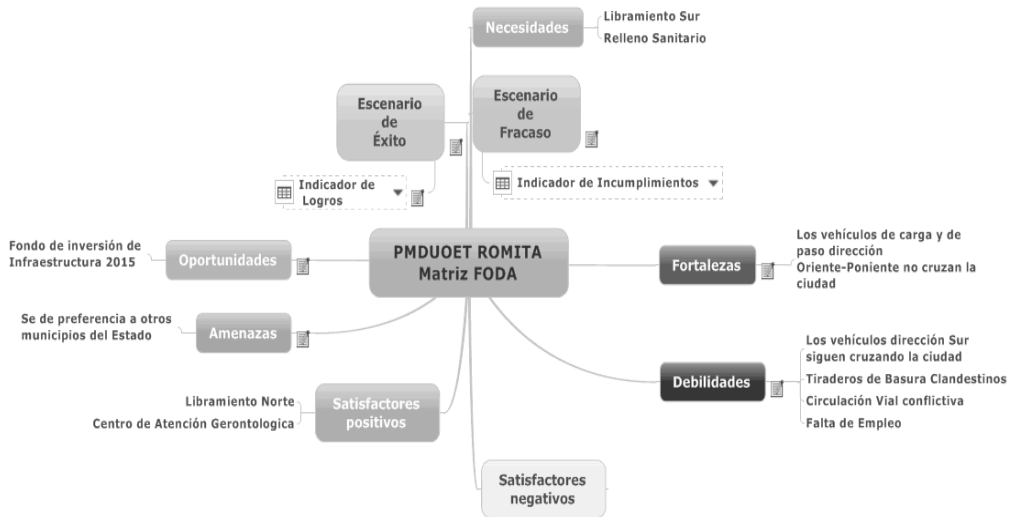 Necesidades
Libramiento Sur
Relleno Sanitario
Escenario
de
Éxito
Escenario
de
Fracaso
Indicador de
Logros
Indicador de Incumplimientos
PMDUOET ROMITA
Matriz FODA
Fondo de inversión de
Infraestructura 2015
Oportunidades
Fortalezas
Los vehículos de carga y de
paso dirección
Oriente-Poniente no cruzan la
ciudad
Se de preferencia a otros
municipios del Estado
Amenazas
Debilidades
Los vehículos dirección Sur
siguen cruzando la ciudad
Tiraderos de Basura Clandestinos
Circulación Vial conflictiva
Falta de Empleo
Libramiento Norte
Centro de Atención Gerontologica
Satisfactores
positivos
Satisfactores
negativos